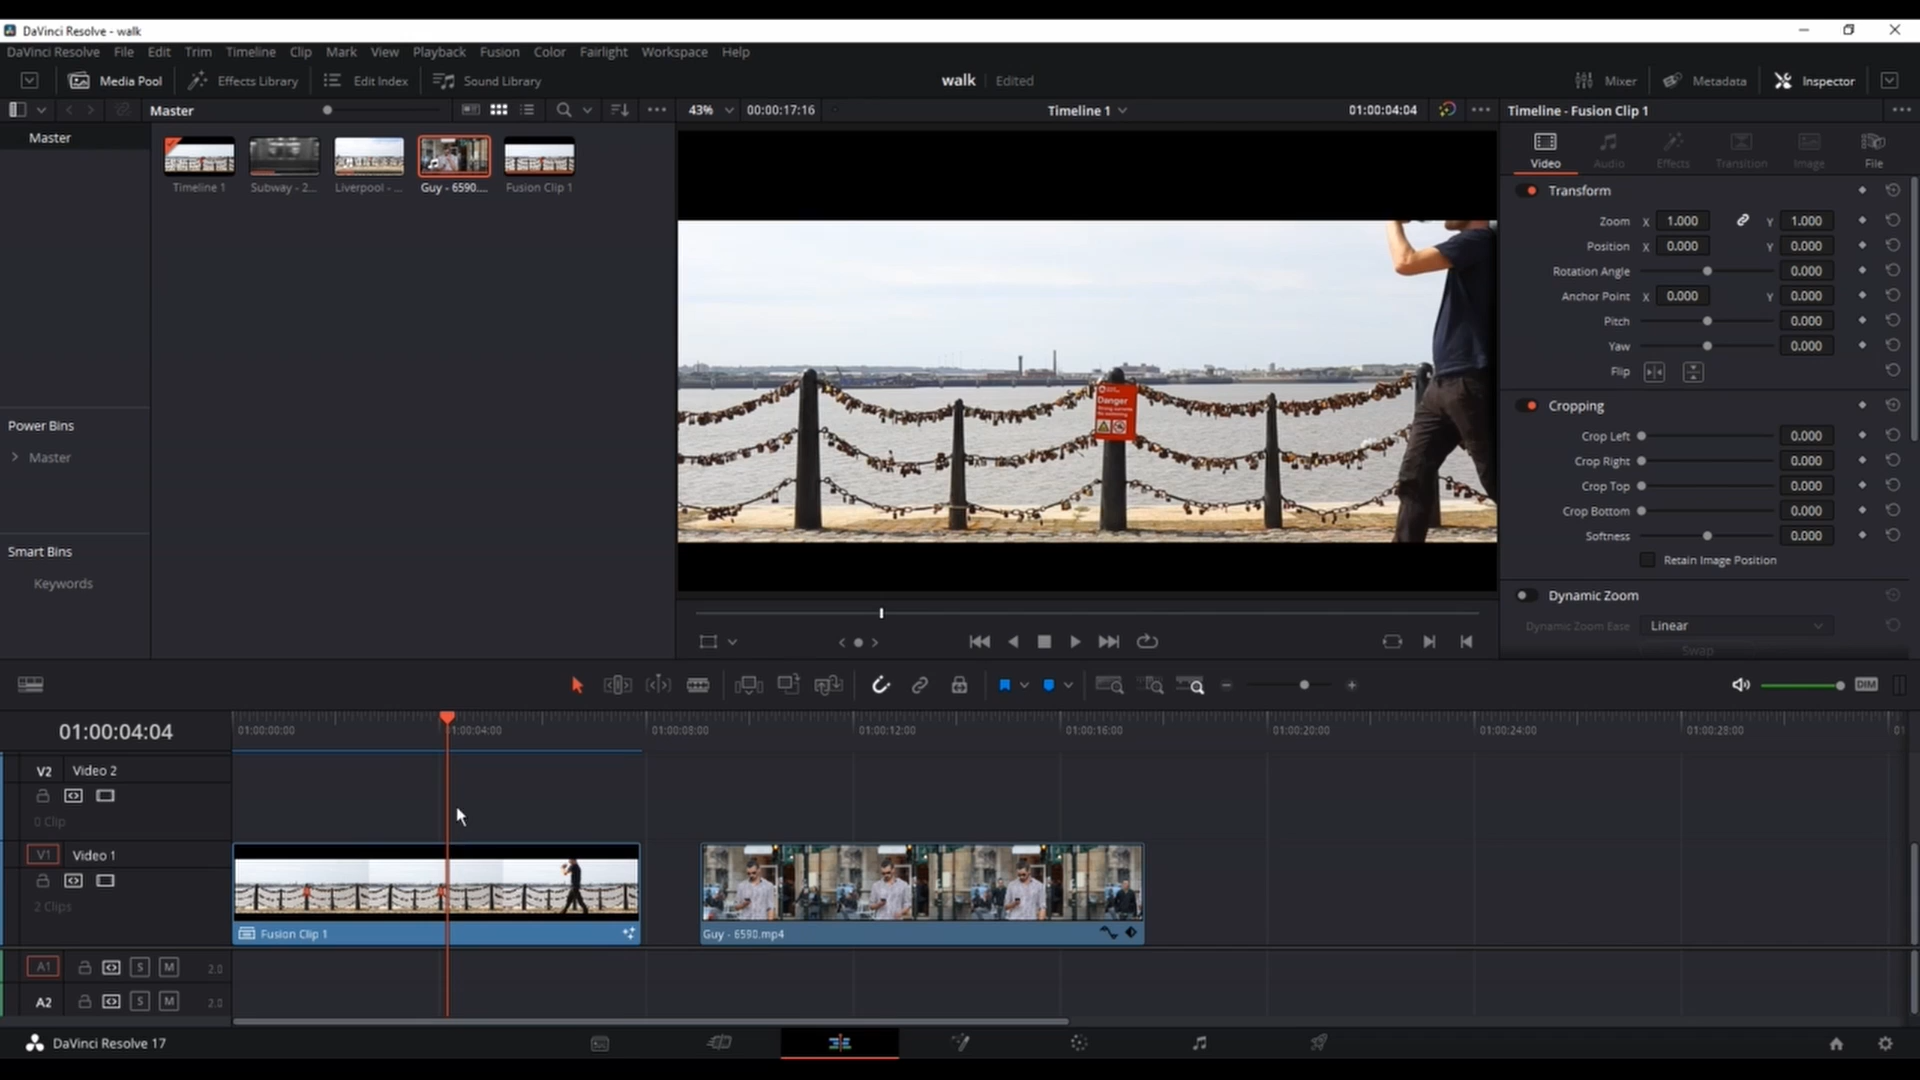 DaVinci Resolve - walk
DaVinci Resolve File Edit Trim Timeline Clip Mark View Playback Fusion Color Fairlight Workspace Help
Media Pool Effects Library Edit Index Sound Library walk Edited Mixer Metadata Inspector
Master 43% 00:00:17:16 Timeline 1 01:00:04:04 Timeline - Fusion Clip 1
Master
Timeline 1 Subway - 2... Liverpool - ... Guy - 6590.... Fusion Clip 1
Power Bins
Master
Smart Bins
Keywords
Danger
Video Audio Effects Transition Image File
Transform
Zoom X 1.000 Y 1.000
Position X 0.000 Y 0.000
Rotation Angle 0.000
Anchor Point X 0.000 Y 0.000
Pitch 0.000
Yaw 0.000
Flip
Cropping
Crop Left 0.000
Crop Right 0.000
Crop Top 0.000
Crop Bottom 0.000
Softness 0.000
Retain Image Position
Dynamic Zoom
Dynamic Zoom Ease Linear
Swap
DIM
01:00:04:04 01:00:00:00 01:00:04:00 01:00:08:00 01:00:12:00 01:00:16:00 01:00:20:00 01:00:24:00 01:00:28:00 01
V2 Video 2
0 Clip
V1 Video 1
2 Clips
Fusion Clip 1 Guy - 6590.mp4
A1 S M 2.0
A2 S M 2.0
DaVinci Resolve 17